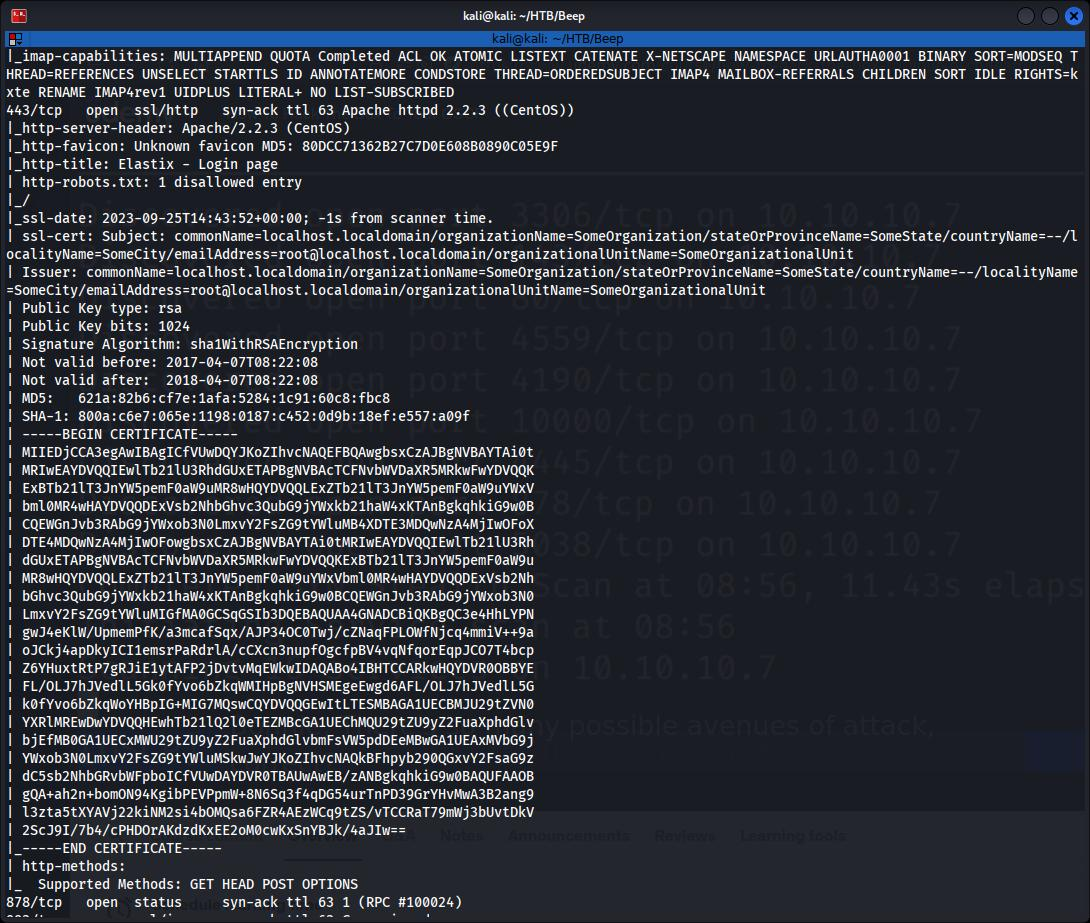 kali@kali: ~/HTB/Beep
kali@kali: ~/HTB/Beep
|_imap-capabilities: MULTIAPPEND QUOTA Completed ACL OK ATOMIC LISTEXT CATENATE X-NETSCAPE NAMESPACE URLAUTHA0001 BINARY SORT=MODSEQ T
HREAD=REFERENCES UNSELECT STARTTLS ID ANNOTATEMORE CONDSTORE THREAD=ORDEREDSUBJECT IMAP4 MAILBOX-REFERRALS CHILDREN SORT IDLE RIGHTS=k
xte RENAME IMAP4rev1 UIDPLUS LITERAL+ NO LIST-SUBSCRIBED
443/tcp   open  ssl/http   syn-ack ttl 63 Apache httpd 2.2.3 ((CentOS))
|_http-server-header: Apache/2.2.3 (CentOS)
|_http-favicon: Unknown favicon MD5: 80DCC71362B27C7D0E608B0890C05E9F
|_http-title: Elastix - Login page
| http-robots.txt: 1 disallowed entry
|_/
|_ssl-date: 2023-09-25T14:43:52+00:00; -1s from scanner time.
| ssl-cert: Subject: commonName=localhost.localdomain/organizationName=SomeOrganization/stateOrProvinceName=SomeState/countryName=--/l
ocalityName=SomeCity/emailAddress=root@localhost.localdomain/organizationalUnitName=SomeOrganizationalUnit
| Issuer: commonName=localhost.localdomain/organizationName=SomeOrganization/stateOrProvinceName=SomeState/countryName=--/localityName
=SomeCity/emailAddress=root@localhost.localdomain/organizationalUnitName=SomeOrganizationalUnit
| Public Key type: rsa
| Public Key bits: 1024
| Signature Algorithm: sha1WithRSAEncryption
| Not valid before: 2017-04-07T08:22:08
| Not valid after:  2018-04-07T08:22:08
| MD5:   621a:82b6:cf7e:1afa:5284:1c91:60c8:fbc8
| SHA-1: 800a:c6e7:065e:1198:0187:c452:0d9b:18ef:e557:a09f
| -----BEGIN CERTIFICATE-----
| MIIEDjCCA3egAwIBAgICfVUwDQYJKoZIhvcNAQEFBQAwgbsxCzAJBgNVBAYTAi0t
| MRIwEAYDVQQIEwlTb21lU3RhdGUxETAPBgNVBAcTCFNvbWVDaXR5MRkwFwYDVQQK
| ExBTb21lT3JnYW5pemF0aW9uMR8wHQYDVQQLExZTb21lT3JnYW5pemF0aW9uYWxV
| bml0MR4wHAYDVQQDExVsb2NhbGhvc3QubG9jYWxkb21haW4xKTAnBgkqhkiG9w0B
| CQEWGnJvb3RAbG9jYWxob3N0LmxvY2FsZG9tYWluMB4XDTE3MDQwNzA4MjIwOFoX
| DTE4MDQwNzA4MjIwOFowgbsxCzAJBgNVBAYTAi0tMRIwEAYDVQQIEwlTb21lU3Rh
| dGUxETAPBgNVBAcTCFNvbWVDaXR5MRkwFwYDVQQKExBTb21lT3JnYW5pemF0aW9u
| MR8wHQYDVQQLExZTb21lT3JnYW5pemF0aW9uYWxVbml0MR4wHAYDVQQDExVsb2Nh
| bGhvc3QubG9jYWxkb21haW4xKTAnBgkqhkiG9w0BCQEWGnJvb3RAbG9jYWxob3N0
| LmxvY2FsZG9tYWluMIGfMA0GCSqGSIb3DQEBAQUAA4GNADCBiQKBgQC3e4HhLYPN
| gwJ4eKlW/UpmemPfK/a3mcafSqx/AJP34OC0Twj/cZNaqFPLOWfNjcq4mmiV++9a
| oJCkj4apDkyICI1emsrPaRdrlA/cCXcn3nupfOgcfpBV4vqNfqorEqpJCO7T4bcp
| Z6YHuxtRtP7gRJiE1ytAFP2jDvtvMqEWkwIDAQABo4IBHTCCARkwHQYDVR0OBBYE
| FL/OLJ7hJVedlL5Gk0fYvo6bZkqWMIHpBgNVHSMEgeEwgd6AFL/OLJ7hJVedlL5G
| k0fYvo6bZkqWoYHBpIG+MIG7MQswCQYDVQQGEwItLTESMBAGA1UECBMJU29tZVN0
| YXRlMREwDwYDVQQHEwhTb21lQ2l0eTEZMBcGA1UEChMQU29tZU9yZ2FuaXphdGlv
| bjEfMB0GA1UECxMWU29tZU9yZ2FuaXphdGlvbmFsVW5pdDEeMBwGA1UEAxMVbG9j
| YWxob3N0LmxvY2FsZG9tYWluMSkwJwYJKoZIhvcNAQkBFhpyb290QGxvY2FsaG9z
| dC5sb2NhbGRvbWFpboICfVUwDAYDVR0TBAUwAwEB/zANBgkqhkiG9w0BAQUFAAOB
| gQA+ah2n+bomON94KgibPEVPpmW+8N6Sq3f4qDG54urTnPD39GrYHvMwA3B2ang9
| l3zta5tXYAVj22kiNM2si4bOMQsa6FZR4AEzWCq9tZS/vTCCRaT79mWj3bUvtDkV
| 2ScJ9I/7b4/cPHDOrAKdzdKxEE2oM0cwKxSnYBJk/4aJIw==
|_-----END CERTIFICATE-----
| http-methods:
|_  Supported Methods: GET HEAD POST OPTIONS
878/tcp   open  status     syn-ack ttl 63 1 (RPC #100024)